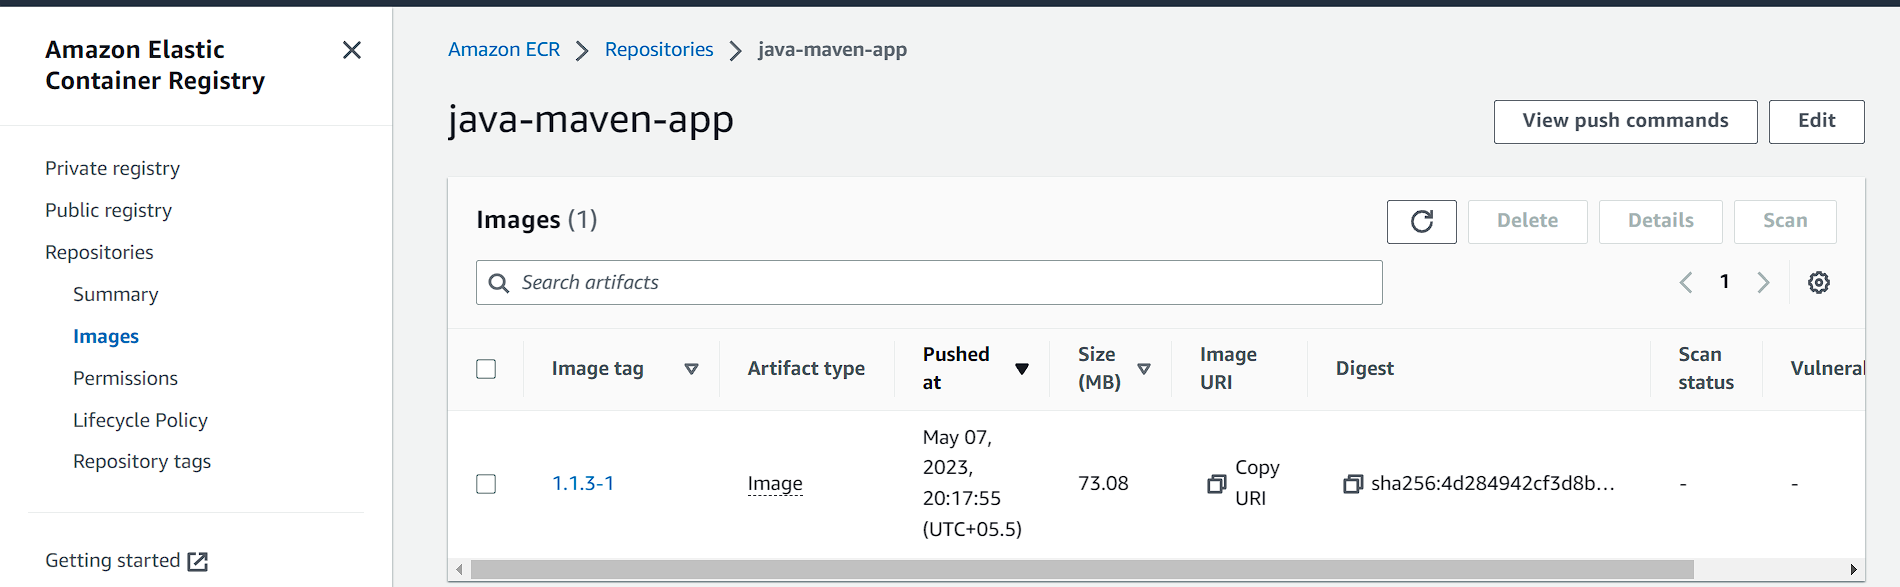 Amazon Elastic
Container Registry
Private registry
Public registry
Repositories
Summary
Images
Permissions
Lifecycle Policy
Repository tags
Getting started
Amazon ECR > Repositories > java-maven-app
java-maven-app
View push commands
Edit
Images (1)
Delete
Details
Scan
Search artifacts
1
Image tag
Artifact type
Pushed
at
Size
(MB)
Image
URI
Digest
Scan
status
Vulnera
1.1.3-1
Image
May 07,
2023,
20:17:55
(UTC+05.5)
73.08
Copy
URI
sha256:4d284942cf3d8b...
-
-